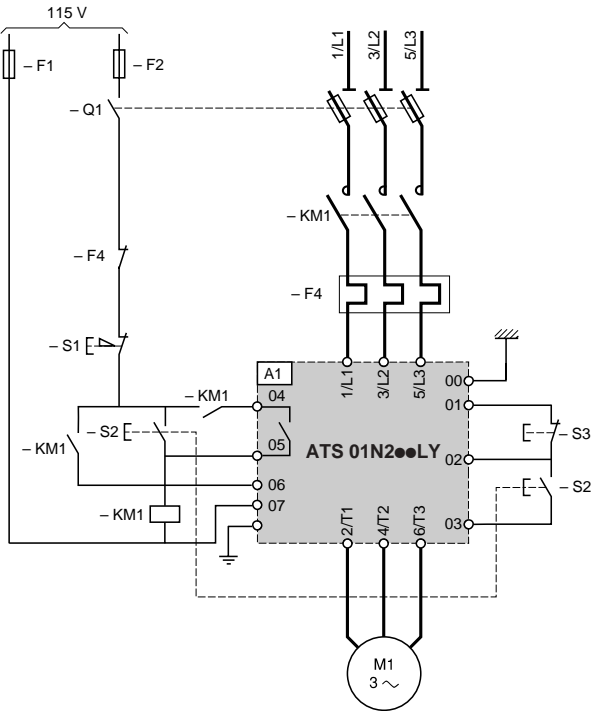 115 V
1/L1
3/L2
5/L3
– F1
– F2
– Q1
– KM1
– F4
– F4
– S1
A1
1/L1
3/L2
5/L3
00
– KM1
04
01
– KM1
– S2
– S3
05
ATS 01N2●●LY
02
06
– S2
07
– KM1
2/T1
4/T2
6/T3
03
M1
3 ~